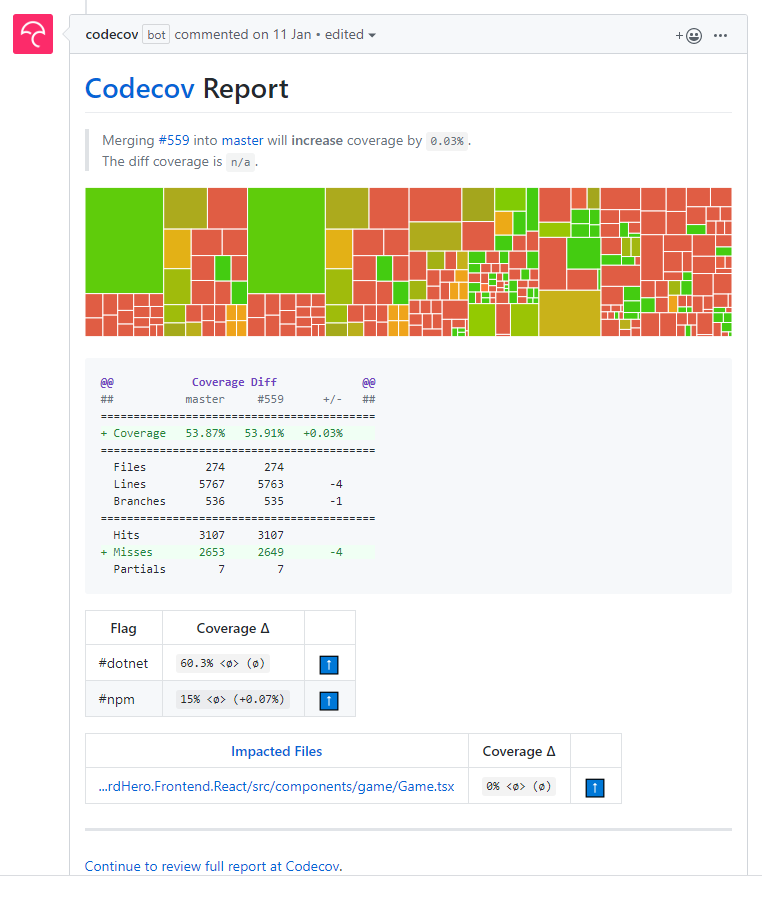 codecov bot commented on 11 Jan • edited
Codecov Report
Merging #559 into master will increase coverage by 0.03%.
The diff coverage is n/a.
@@ Coverage Diff @@
## master #559 +/- ##
==========================================
+ Coverage 53.87% 53.91% +0.03%
==========================================
Files 274 274
Lines 5767 5763 -4
Branches 536 535 -1
==========================================
Hits 3107 3107
+ Misses 2653 2649 -4
Partials 7 7
Flag Coverage Δ
#dotnet 60.3% <ø> (ø) ↑
#npm 15% <ø> (+0.07%) ↑
Impacted Files Coverage Δ
...rdHero.Frontend.React/src/components/game/Game.tsx 0% <ø> (ø) ↑
Continue to review full report at Codecov.